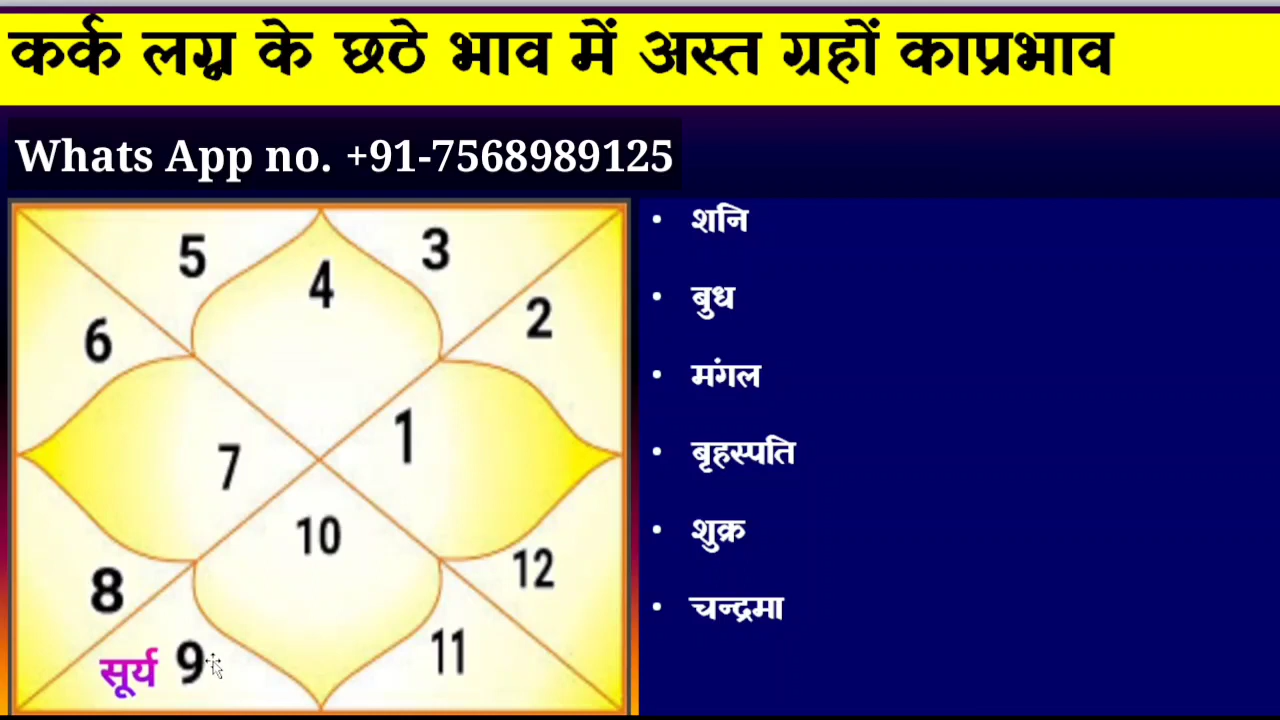 कर्क लग्न के छठे भाव में अस्त ग्रहों काप्रभाव
Whats App no. +91-7568989125
5
4
3
6
2
7
1
10
8
12
सूर्य 9
11
• शनि
• बुध
• मंगल
• बृहस्पति
• शुक्र
• चन्द्रमा